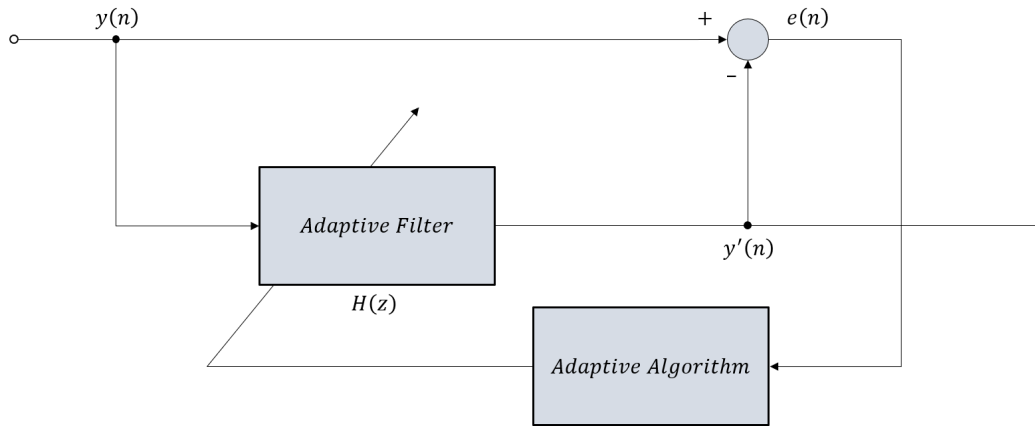 y(n)
+
e(n)
−
Adaptive Filter
y′(n)
H(z)
Adaptive Algorithm